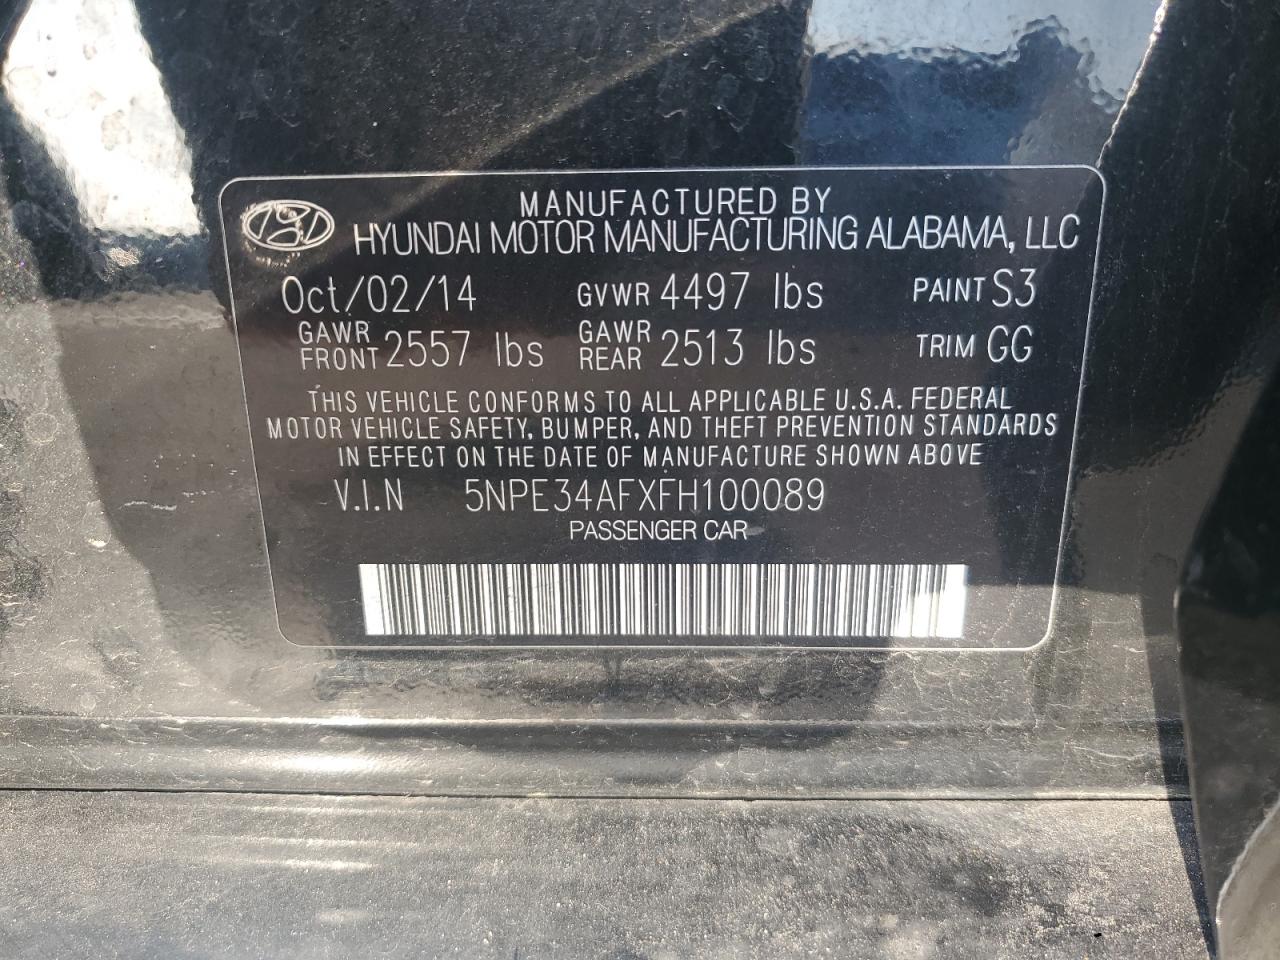 MANUFACTURED BY
HYUNDAI MOTOR MANUFACTURING ALABAMA, LLC
Oct/02/14 GVWR 4497 lbs PAINT S3
GAWR FRONT 2557 lbs GAWR REAR 2513 lbs TRIM GG
THIS VEHICLE CONFORMS TO ALL APPLICABLE U.S.A. FEDERAL
MOTOR VEHICLE SAFETY, BUMPER, AND THEFT PREVENTION STANDARDS
IN EFFECT ON THE DATE OF MANUFACTURE SHOWN ABOVE
V.I.N 5NPE34AFXFH100089
PASSENGER CAR